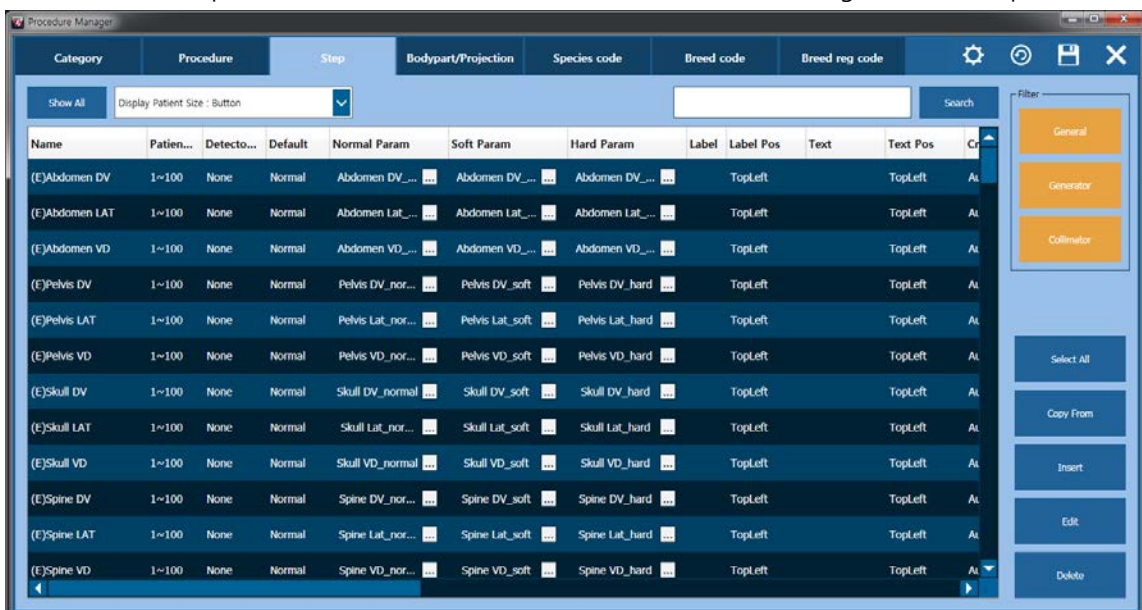 Procedure Manager
Category Procedure Step Bodypart/Projection Species code Breed code Breed reg code
Show All Display Patient Size : Button Search
Filter
General
Generator
Collimator
Name Patien... Detecto... Default Normal Param Soft Param Hard Param Label Label Pos Text Text Pos
(E)Abdomen DV 1~100 None Normal Abdomen DV_... ... Abdomen DV_... ... Abdomen DV_... ... TopLeft TopLeft
(E)Abdomen LAT 1~100 None Normal Abdomen Lat_... ... Abdomen Lat_... ... Abdomen Lat_... ... TopLeft TopLeft
(E)Abdomen VD 1~100 None Normal Abdomen VD_... ... Abdomen VD_... ... Abdomen VD_... ... TopLeft TopLeft
(E)Pelvis DV 1~100 None Normal Pelvis DV_nor... ... Pelvis DV_soft ... Pelvis DV_hard ... TopLeft TopLeft
(E)Pelvis LAT 1~100 None Normal Pelvis Lat_nor... ... Pelvis Lat_soft ... Pelvis Lat_hard ... TopLeft TopLeft
(E)Pelvis VD 1~100 None Normal Pelvis VD_nor... ... Pelvis VD_soft ... Pelvis VD_hard ... TopLeft TopLeft
(E)Skull DV 1~100 None Normal Skull DV_normal ... Skull DV_soft ... Skull DV_hard ... TopLeft TopLeft
(E)Skull LAT 1~100 None Normal Skull Lat_nor... ... Skull Lat_soft ... Skull Lat_hard ... TopLeft TopLeft
(E)Skull VD 1~100 None Normal Skull VD_normal ... Skull VD_soft ... Skull VD_hard ... TopLeft TopLeft
(E)Spine DV 1~100 None Normal Spine DV_nor... ... Spine DV_soft ... Spine DV_hard ... TopLeft TopLeft
(E)Spine LAT 1~100 None Normal Spine Lat_nor... ... Spine Lat_soft ... Spine Lat_hard ... TopLeft TopLeft
(E)Spine VD 1~100 None Normal Spine VD_nor... ... Spine VD_soft ... Spine VD_hard ... TopLeft TopLeft
Select All
Copy From
Insert
Edit
Delete